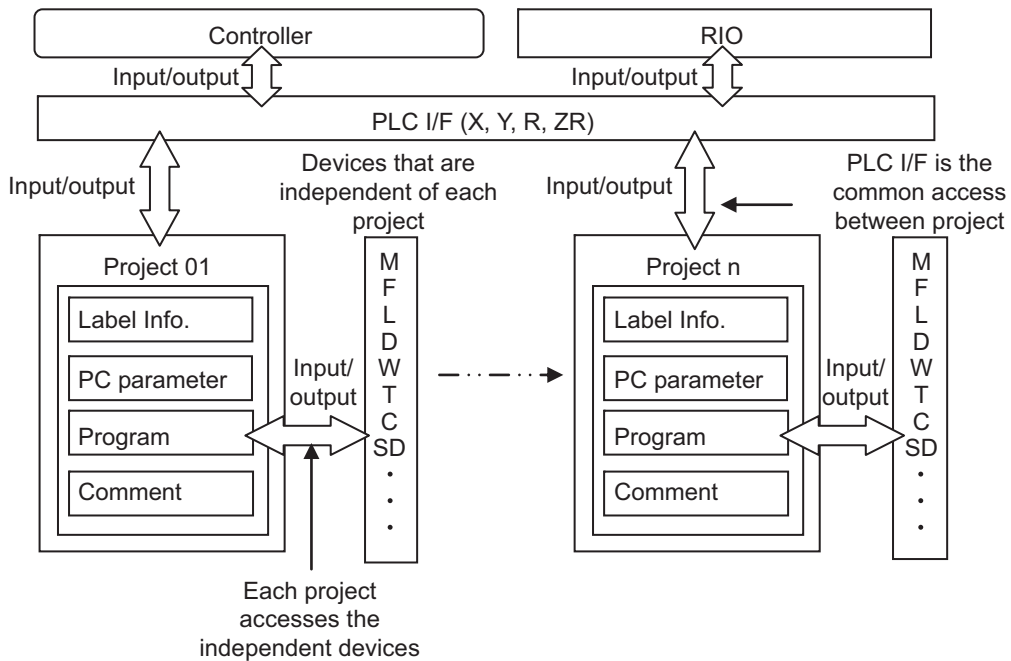 Controller
RIO
Input/output
Input/output
PLC I/F (X, Y, R, ZR)
Input/output
Devices that are
independent of each
project
Input/output
PLC I/F is the
common access
between project
Project 01
Label Info.
PC parameter
Program
Comment
Input/
output
M
F
L
D
W
T
C
SD
·
·
·
Project n
Label Info.
PC parameter
Program
Comment
Input/
output
M
F
L
D
W
T
C
SD
·
·
·
Each project
accesses the
independent devices